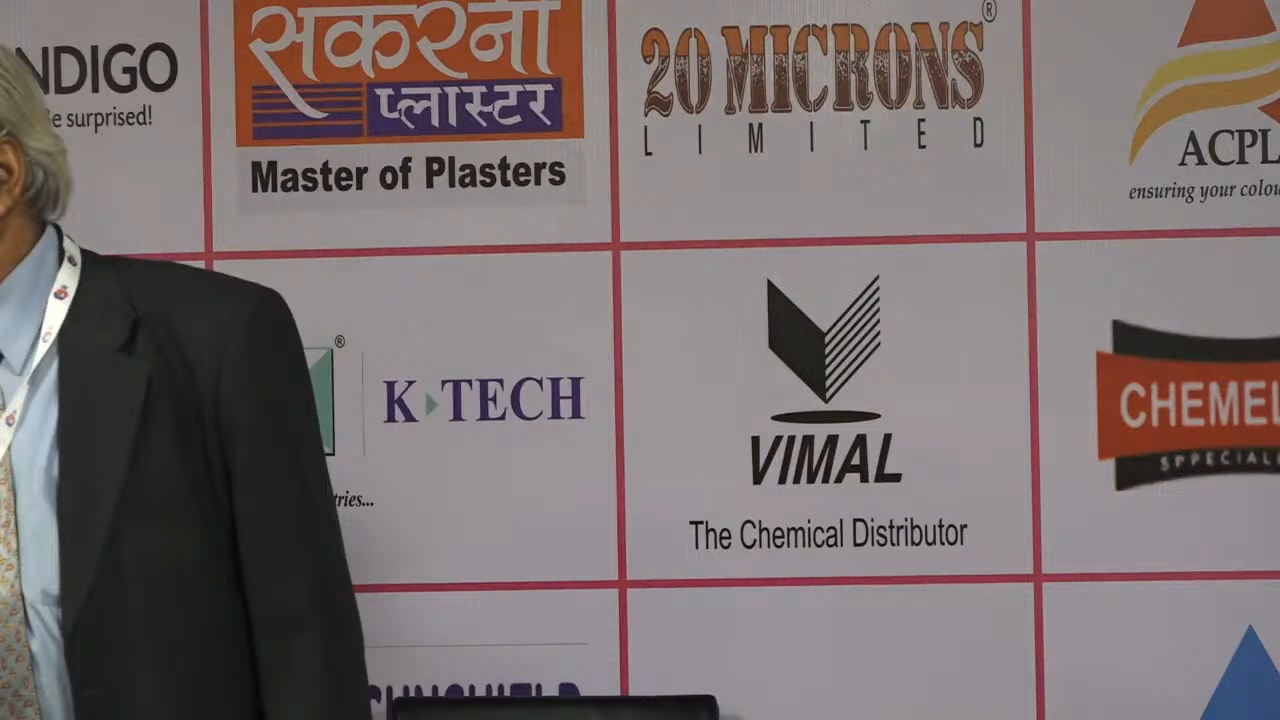 NDIGO
Be surprised!
सकरनी
प्लास्टर
Master of Plasters
20 MICRONS®
LIMITED
ACPL
ensuring your colou
®
K TECH
tries...
VIMAL
The Chemical Distributor
CHEMEL
SPPECIAL